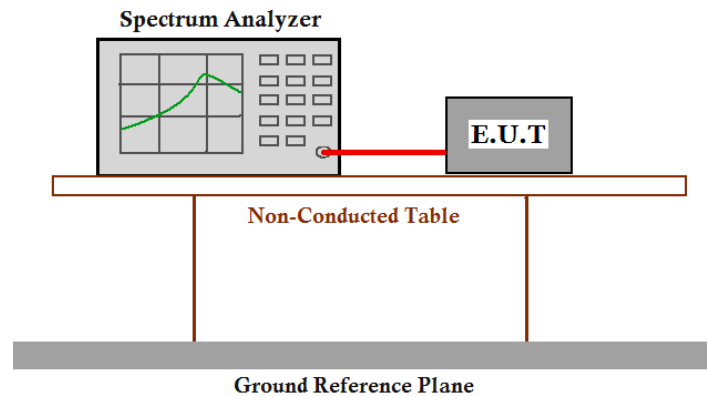 Spectrum Analyzer
E.U.T
Non-Conducted Table
Ground Reference Plane